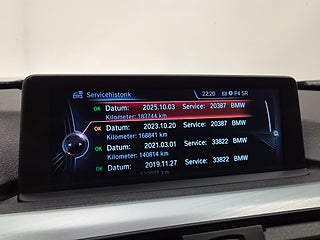 Servicehistorik 22:20 P4 SR
OK Datum: 2025.10.03 Service: 20387 BMW
Kilometer: 183744 km
OK Datum: 2023.10.20 Service: 20387 BMW
Kilometer: 168841 km
OK Datum: 2021.03.01 Service: 33822 BMW
Kilometer: 140814 km
OK Datum: 2019.11.27 Service: 33822 BMW